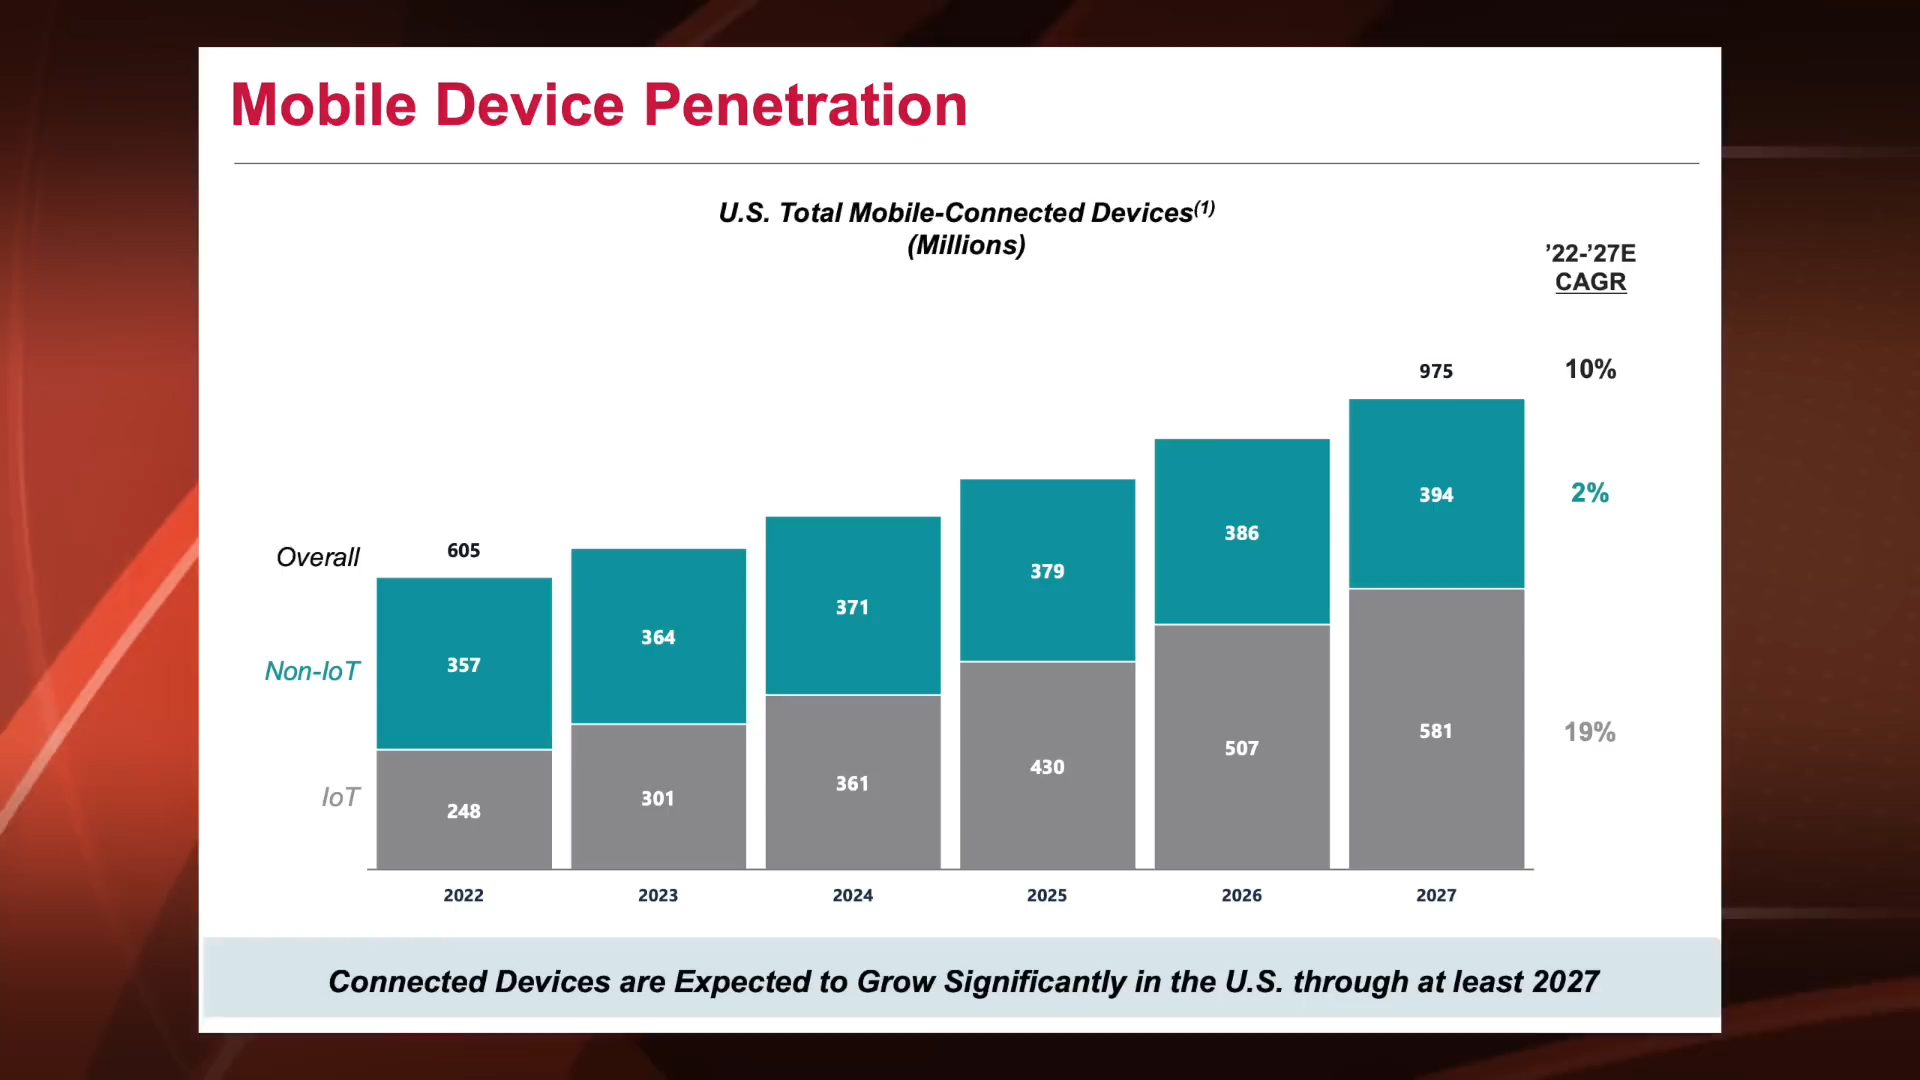 Mobile Device Penetration
U.S. Total Mobile-Connected Devices(1)
(Millions)
’22-’27E
CAGR
975
10%
394
2%
386
379
Overall
605
371
364
357
Non-IoT
581
19%
507
430
361
301
248
IoT
2022
2023
2024
2025
2026
2027
Connected Devices are Expected to Grow Significantly in the U.S. through at least 2027